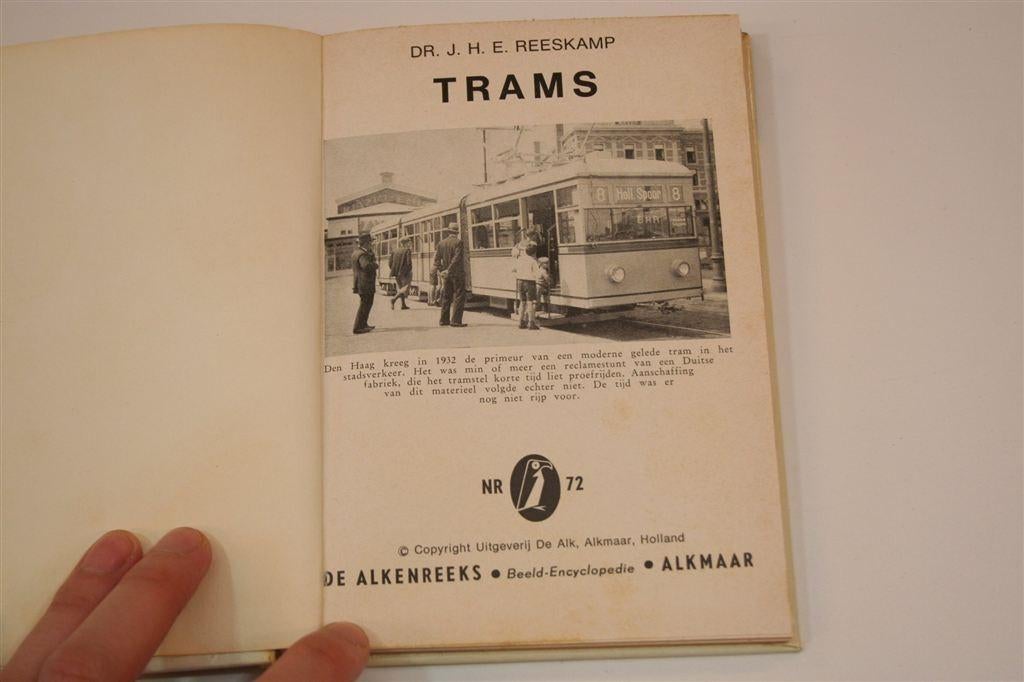 DR. J. H. E. REESKAMP
TRAMS
8 Holl. Spoor 8
Den Haag kreeg in 1932 de primeur van een moderne gelede tram in het
stadsverkeer. Het was min of meer een reclamestunt van een Duitse
fabriek, die het tramstel korte tijd liet proefrijden. Aanschaffing
van dit materieel volgde echter niet. De tijd was er
nog niet rijp voor.
NR 72
© Copyright Uitgeverij De Alk, Alkmaar, Holland
DE ALKENREEKS • Beeld-Encyclopedie • ALKMAAR